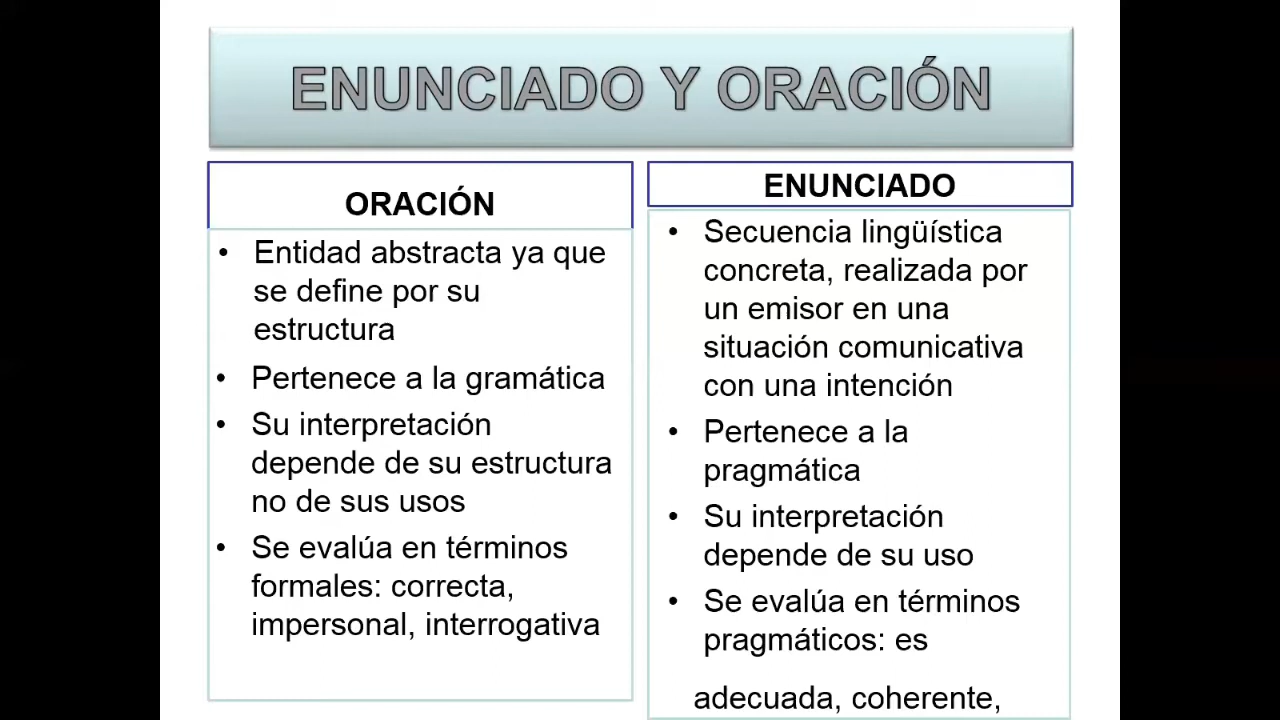 ENUNCIADO Y ORACIÓN
ORACIÓN
• Entidad abstracta ya que
se define por su
estructura
• Pertenece a la gramática
• Su interpretación
depende de su estructura
no de sus usos
• Se evalúa en términos
formales: correcta,
impersonal, interrogativa
ENUNCIADO
• Secuencia lingüística
concreta, realizada por
un emisor en una
situación comunicativa
con una intención
• Pertenece a la
pragmática
• Su interpretación
depende de su uso
• Se evalúa en términos
pragmáticos: es
adecuada, coherente,